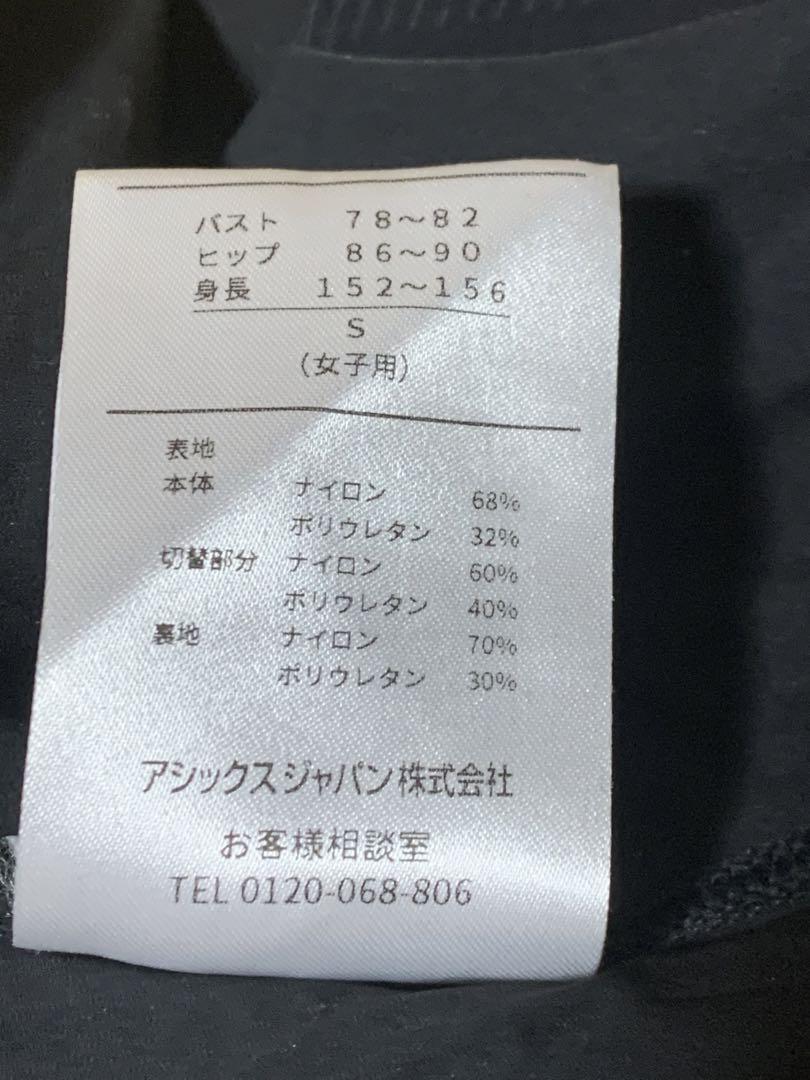 バスト 78～82
ヒップ 86～90
身長 152～156
S
(女子用)
表地
本体 ナイロン 68%
ポリウレタン 32%
切替部分 ナイロン 60%
ポリウレタン 40%
裏地 ナイロン 70%
ポリウレタン 30%
アシックスジャパン株式会社
お客様相談室
TEL 0120-068-806